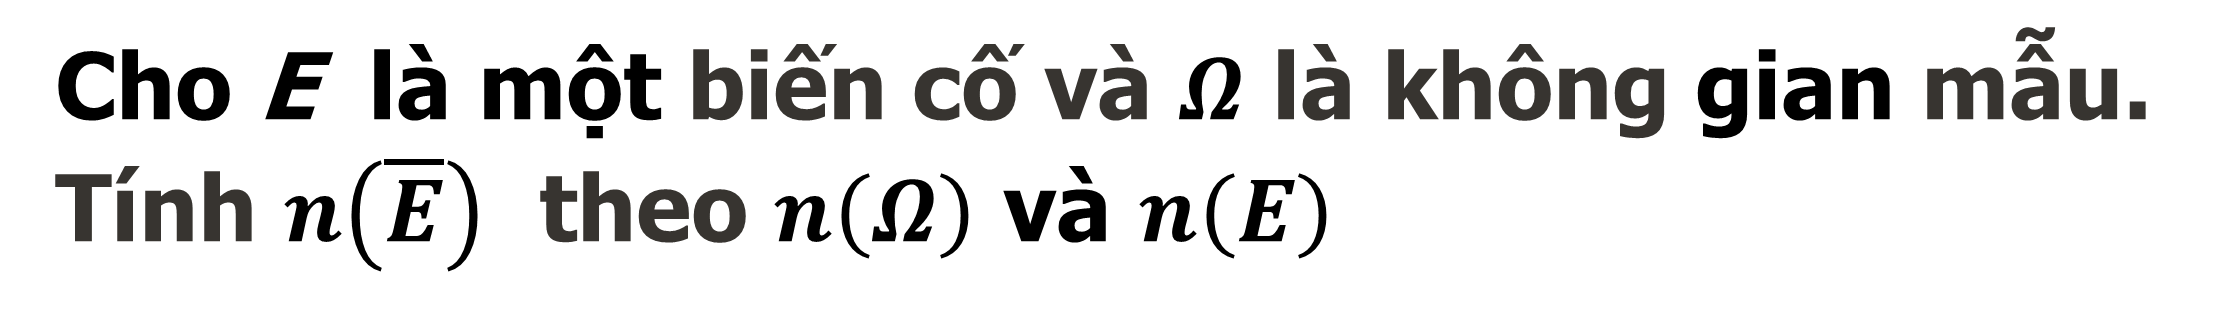 Cho E là một biến cố và Ω là không gian mẫu.
Tính n(E̅) theo n(Ω) và n(E)